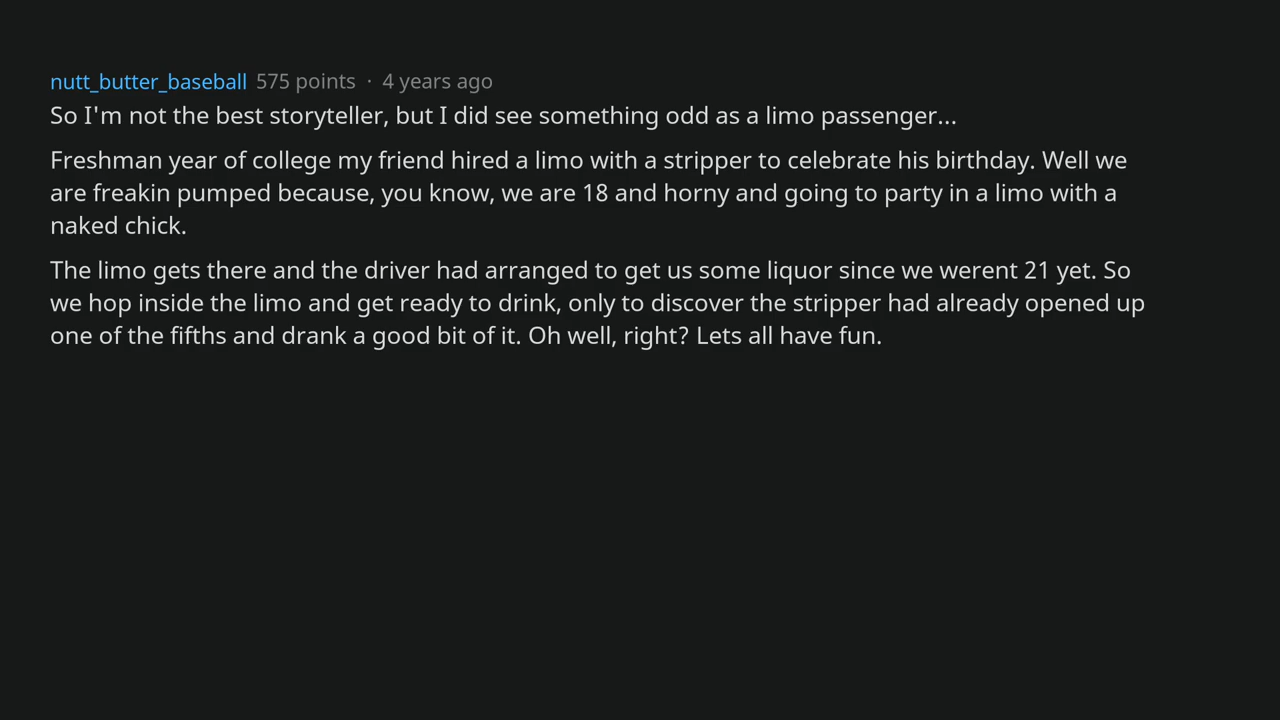 nutt_butter_baseball 575 points · 4 years ago
So I'm not the best storyteller, but I did see something odd as a limo passenger...
Freshman year of college my friend hired a limo with a stripper to celebrate his birthday. Well we
are freakin pumped because, you know, we are 18 and horny and going to party in a limo with a
naked chick.
The limo gets there and the driver had arranged to get us some liquor since we werent 21 yet. So
we hop inside the limo and get ready to drink, only to discover the stripper had already opened up
one of the fifths and drank a good bit of it. Oh well, right? Lets all have fun.